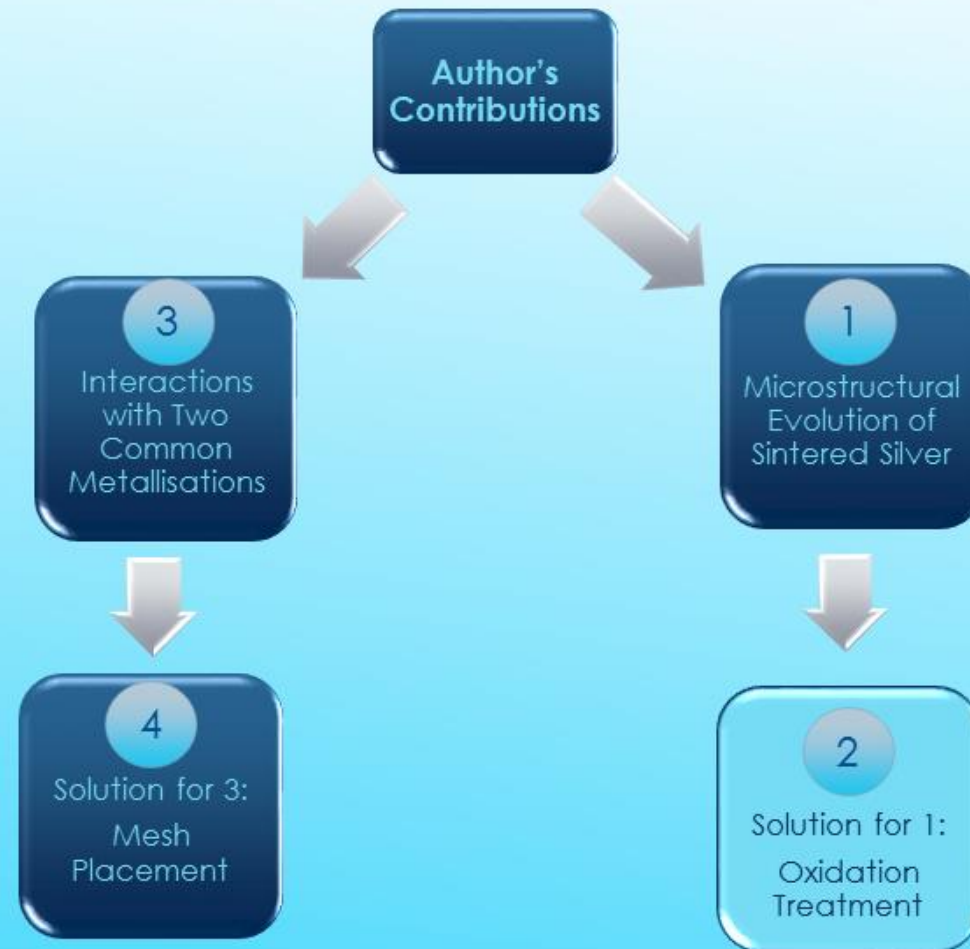 Author's
Contributions
3
Interactions
with Two
Common
Metallisations
1
Microstructural
Evolution of
Sintered Silver
4
Solution for 3:
Mesh
Placement
2
Solution for 1:
Oxidation
Treatment